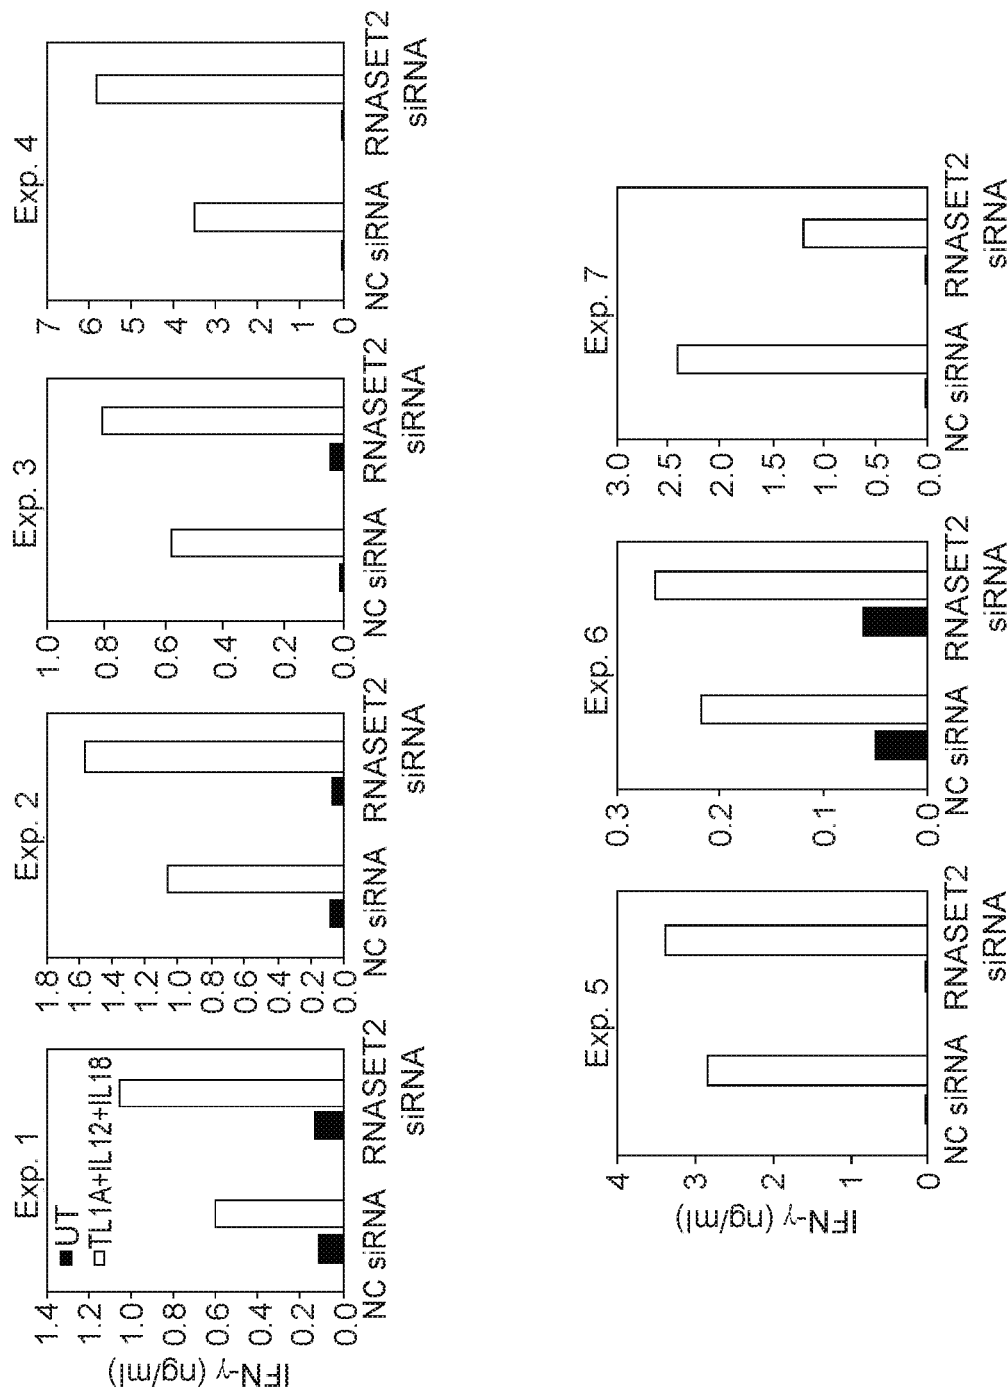 Exp. 1
UT
TL1A+IL12+IL18
IFN-γ (ng/ml)
1.4
1.2
1.0
0.8
0.6
0.4
0.2
0.0
NC siRNA RNASET2
siRNA
Exp. 2
1.8
1.6
1.4
1.2
1.0
0.8
0.6
0.4
0.2
0.0
NC siRNA RNASET2
siRNA
Exp. 3
1.0
0.8
0.6
0.4
0.2
0.0
NC siRNA RNASET2
siRNA
Exp. 4
7
6
5
4
3
2
1
0
NC siRNA RNASET2
siRNA
Exp. 5
IFN-γ (ng/ml)
4
3
2
1
0
NC siRNA RNASET2
siRNA
Exp. 6
0.3
0.1
0.1
0.0
NC siRNA RNASET2
siRNA
Exp. 7
3.0
2.5
2.0
1.5
1.0
0.5
0.0
NC siRNA RNASET2
siRNA